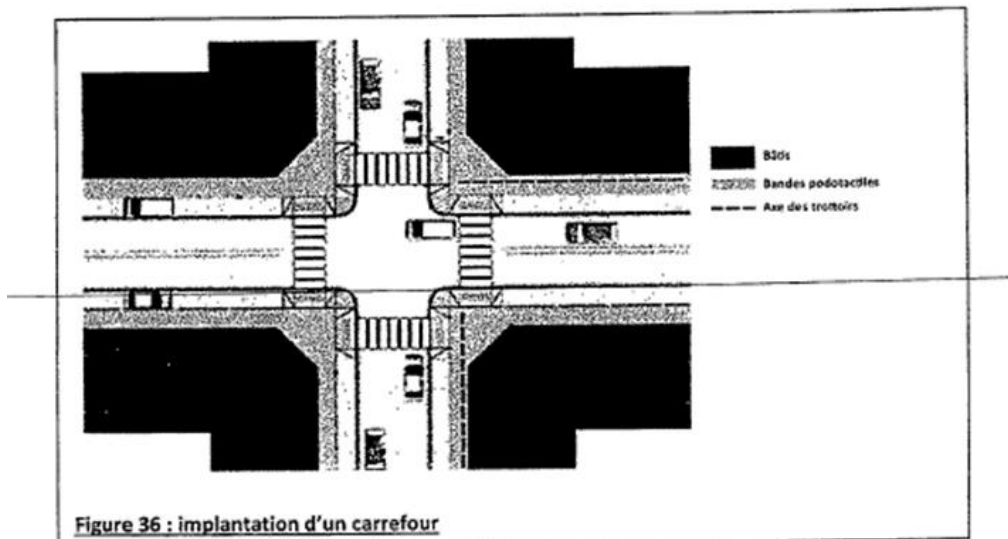 Bâtis
Bandes podotactiles
Axe des trottoirs
Figure 36 : implantation d'un carrefour